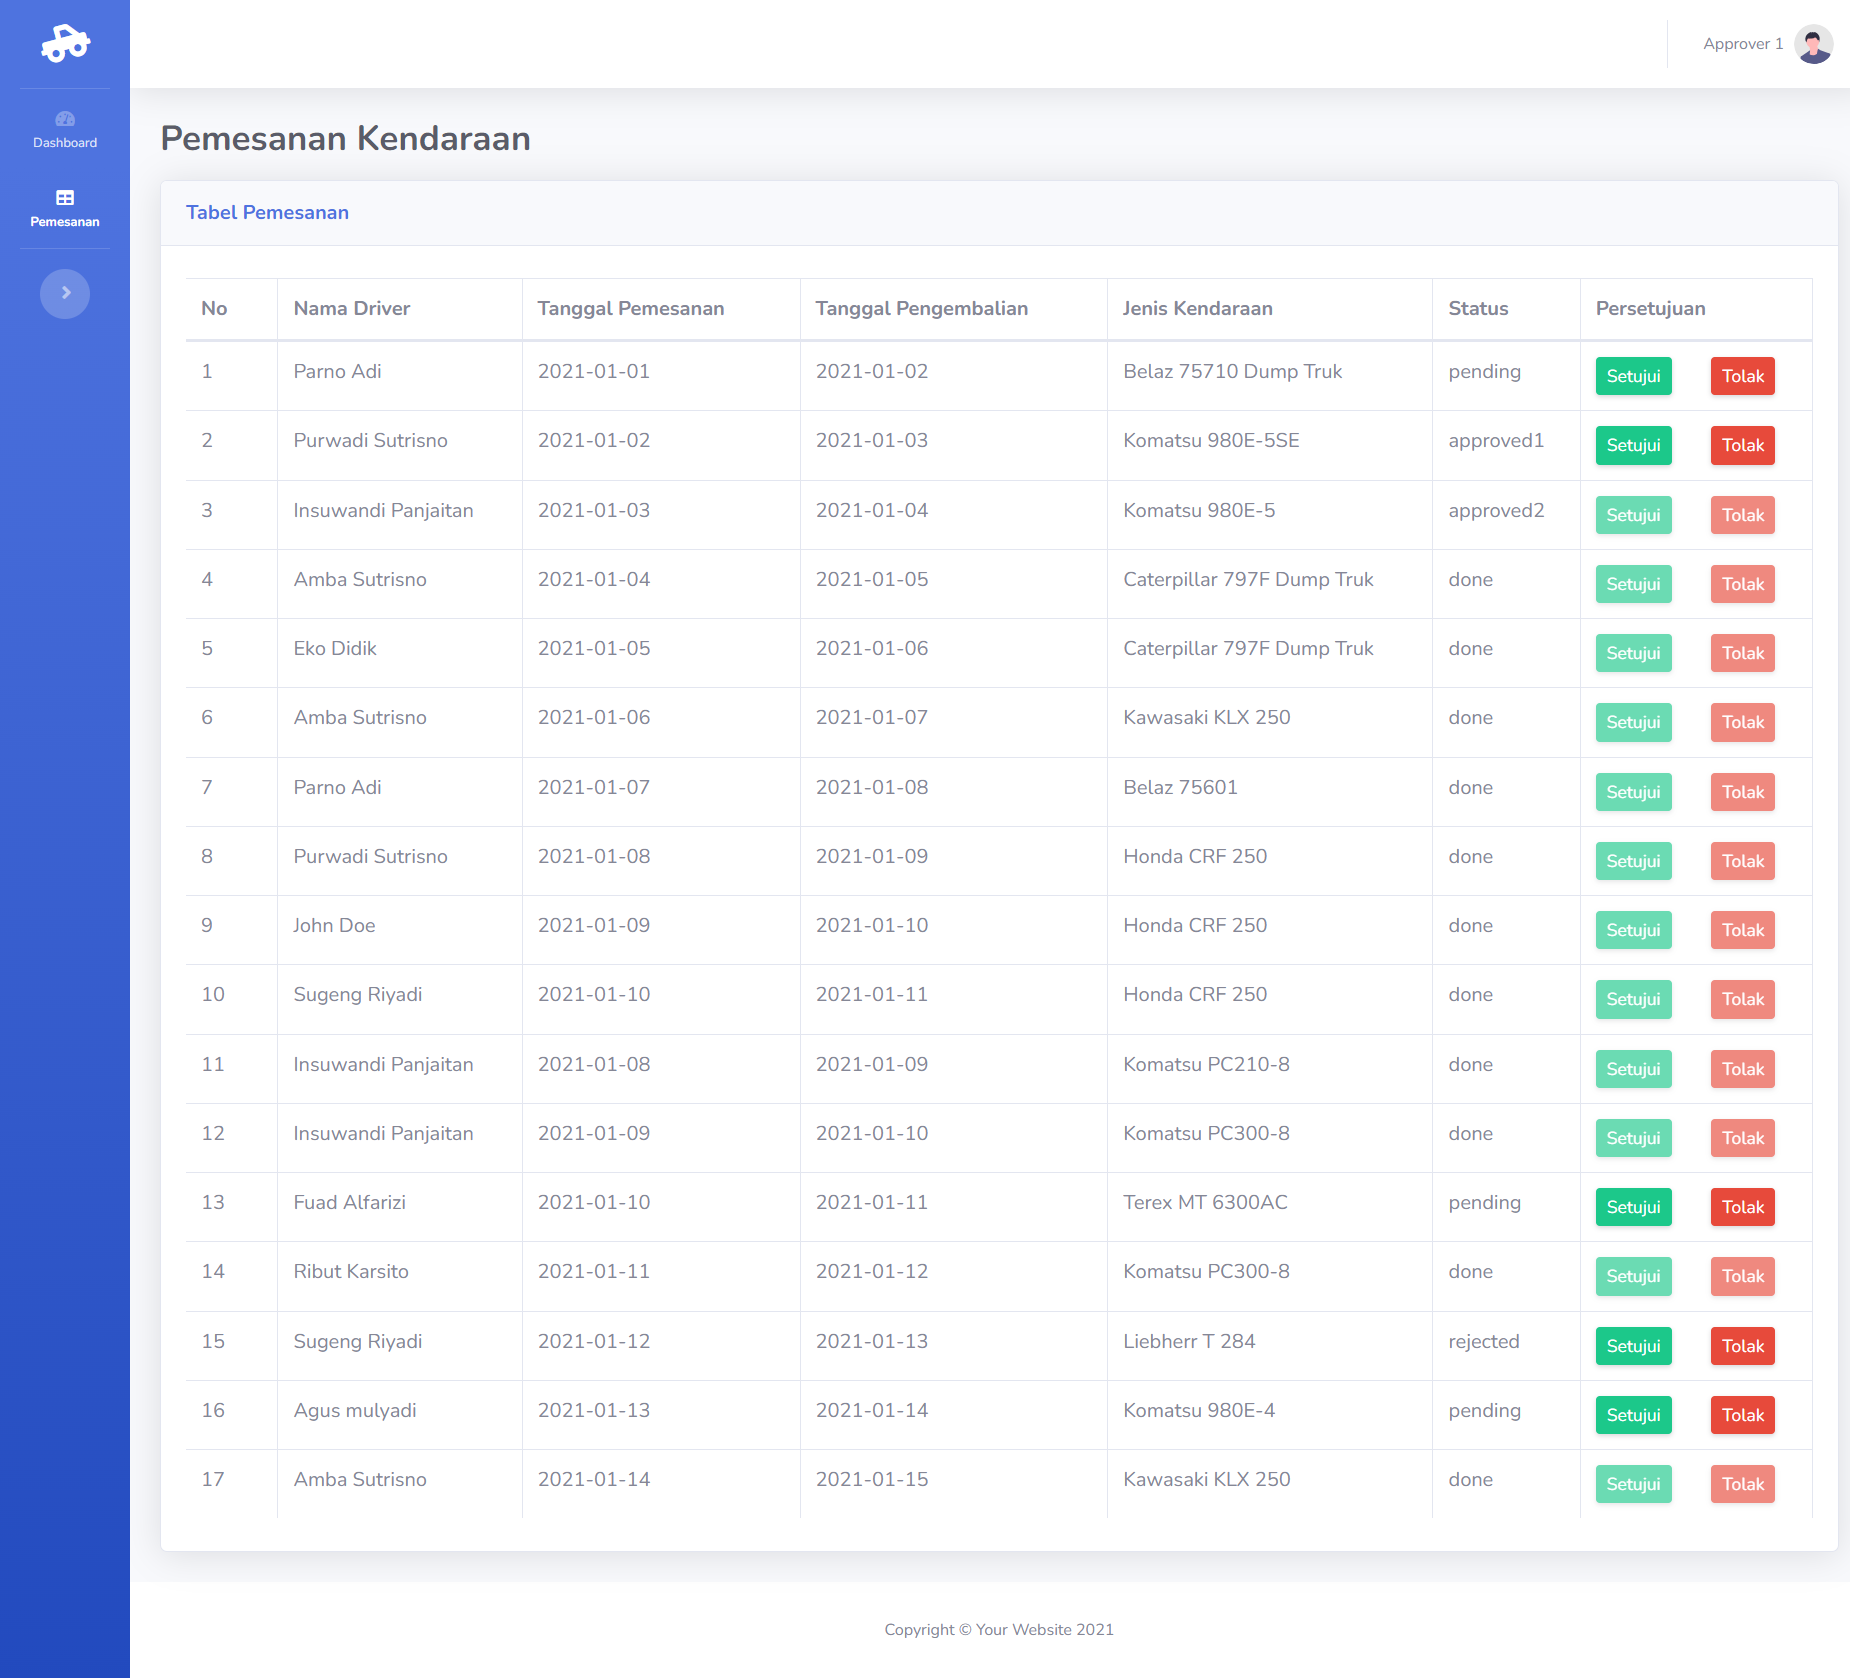 Approver 1
Dashboard
Pemesanan
Pemesanan Kendaraan
Tabel Pemesanan
No Nama Driver Tanggal Pemesanan Tanggal Pengembalian Jenis Kendaraan Status Persetujuan
1 Parno Adi 2021-01-01 2021-01-02 Belaz 75710 Dump Truk pending Setujui Tolak
2 Purwadi Sutrisno 2021-01-02 2021-01-03 Komatsu 980E-5SE approved1 Setujui Tolak
3 Insuwandi Panjaitan 2021-01-03 2021-01-04 Komatsu 980E-5 approved2 Setujui Tolak
4 Amba Sutrisno 2021-01-04 2021-01-05 Caterpillar 797F Dump Truk done Setujui Tolak
5 Eko Didik 2021-01-05 2021-01-06 Caterpillar 797F Dump Truk done Setujui Tolak
6 Amba Sutrisno 2021-01-06 2021-01-07 Kawasaki KLX 250 done Setujui Tolak
7 Parno Adi 2021-01-07 2021-01-08 Belaz 75601 done Setujui Tolak
8 Purwadi Sutrisno 2021-01-08 2021-01-09 Honda CRF 250 done Setujui Tolak
9 John Doe 2021-01-09 2021-01-10 Honda CRF 250 done Setujui Tolak
10 Sugeng Riyadi 2021-01-10 2021-01-11 Honda CRF 250 done Setujui Tolak
11 Insuwandi Panjaitan 2021-01-08 2021-01-09 Komatsu PC210-8 done Setujui Tolak
12 Insuwandi Panjaitan 2021-01-09 2021-01-10 Komatsu PC300-8 done Setujui Tolak
13 Fuad Alfarizi 2021-01-10 2021-01-11 Terex MT 6300AC pending Setujui Tolak
14 Ribut Karsito 2021-01-11 2021-01-12 Komatsu PC300-8 done Setujui Tolak
15 Sugeng Riyadi 2021-01-12 2021-01-13 Liebherr T 284 rejected Setujui Tolak
16 Agus mulyadi 2021-01-13 2021-01-14 Komatsu 980E-4 pending Setujui Tolak
17 Amba Sutrisno 2021-01-14 2021-01-15 Kawasaki KLX 250 done Setujui Tolak
Copyright © Your Website 2021